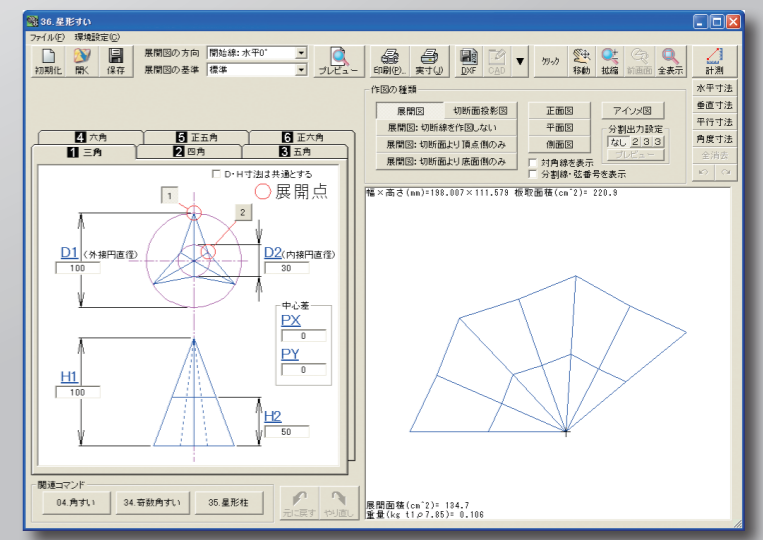 36.星形すい
ファイル(F) 環境設定(C)
初期化 開く 保存
展開図の方向 開始線:水平0°
展開図の基準 標準
プレビュー 印刷(P).. 実寸(J) DXF CAD ▼ クリック 移動 拡縮 前画面 全表示 計測
水平寸法
垂直寸法
平行寸法
角度寸法
全消去
4 六角 5 正五角 6 正六角
1 三角 2 四角 3 五角
D・H寸法は共通とする
展開点
1
2
D1 (外接円直径)
100
D2(内接円直径)
30
中心差
PX
0
PY
0
H1
100
H2
50
関連コマンド
04.角すい 34.奇数角すい 35.星形柱
元に戻す やり直し
作図の種類
展開図 切断面投影図
展開図:切断線を作図しない
展開図:切断面より頂点側のみ
展開図:切断面より底面側のみ
正面図
平面図
側面図
アイソメ図
分割出力設定
なし 2 3 3
プレビュー
対角線を表示
分割線・弦番号を表示
幅×高さ(mm)=198.007×111.579 板取面積(cm^2)= 220.9
展開面積(cm^2)= 134.7
重量(kg t1ρ7.85)= 0.106